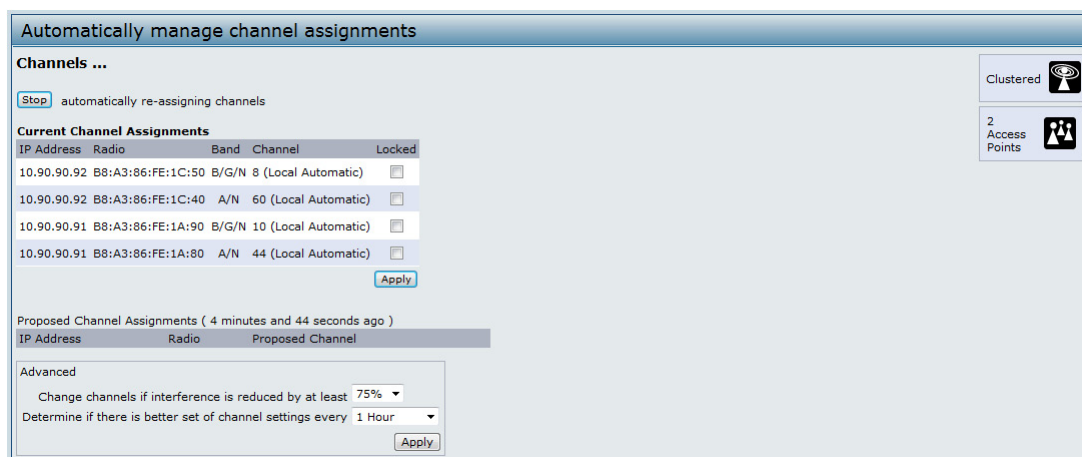 Automatically manage channel assignments
Channels ...
Stop automatically re-assigning channels
Clustered
2
Access
Points
Current Channel Assignments
IP Address Radio Band Channel Locked
10.90.90.92 B8:A3:86:FE:1C:50 B/G/N 8 (Local Automatic)
10.90.90.92 B8:A3:86:FE:1C:40 A/N 60 (Local Automatic)
10.90.90.91 B8:A3:86:FE:1A:90 B/G/N 10 (Local Automatic)
10.90.90.91 B8:A3:86:FE:1A:80 A/N 44 (Local Automatic)
Apply
Proposed Channel Assignments ( 4 minutes and 44 seconds ago )
IP Address Radio Proposed Channel
Advanced
Change channels if interference is reduced by at least 75%
Determine if there is better set of channel settings every 1 Hour
Apply